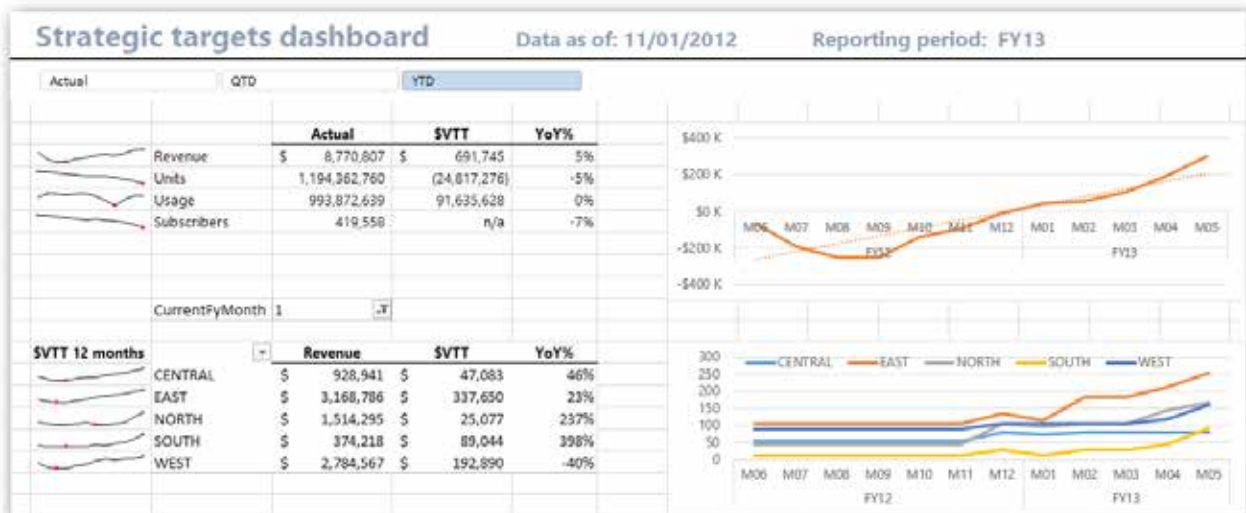 Strategic targets dashboard Data as of: 11/01/2012 Reporting period: FY13
Actual QTD YTD
Actual $VTT YoY%
Revenue $ 8,770,807 $ 691,745 5%
Units 1,194,362,760 (24,817,276) -5%
Usage 993,872,639 91,635,628 0%
Subscribers 419,558 n/a -7%
CurrentFyMonth 1
$VTT 12 months Revenue $VTT YoY%
CENTRAL $ 928,941 $ 47,083 46%
EAST $ 3,168,786 $ 337,650 23%
NORTH $ 1,514,295 $ 25,077 237%
SOUTH $ 374,218 $ 89,044 398%
WEST $ 2,784,567 $ 192,890 -40%
$400 K
$200 K
$0 K
M06 M07 M08 M09 M10 M11 M12 M01 M02 M03 M04 M05
FY12 FY13
-$200 K
-$400 K
CENTRAL EAST NORTH SOUTH WEST
300
250
200
150
100
50
0
M06 M07 M08 M09 M10 M11 M12 M01 M02 M03 M04 M05
FY12 FY13